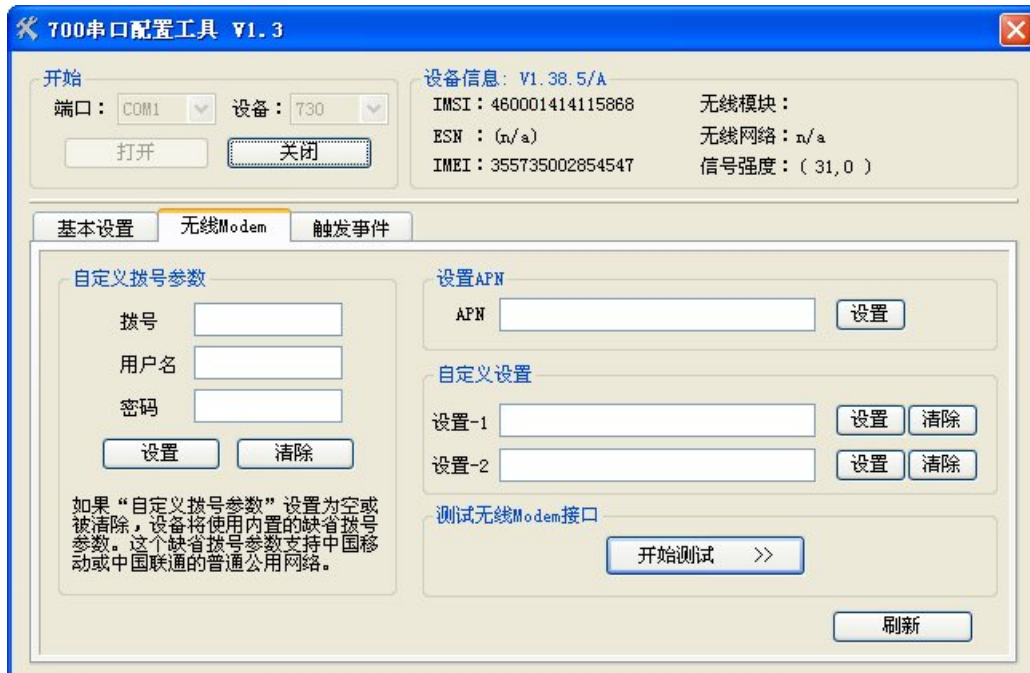 700串口配置工具 V1.3
开始
端口： COM1 设备： 730
打开 关闭
设备信息: V1.38.5/A
IMSI：460001414115868
ESN ：(n/a)
IMEI：355735002854547
无线模块：
无线网络：n/a
信号强度：( 31,0 )
基本设置 无线Modem 触发事件
自定义拨号参数
拨号
用户名
密码
设置 清除
如果“自定义拨号参数”设置为空或
被清除，设备将使用内置的缺省拨号
参数。这个缺省拨号参数支持中国移
动或中国联通的普通公用网络。
设置APN
APN 设置
自定义设置
设置-1 设置 清除
设置-2 设置 清除
测试无线Modem接口
开始测试 >>
刷新